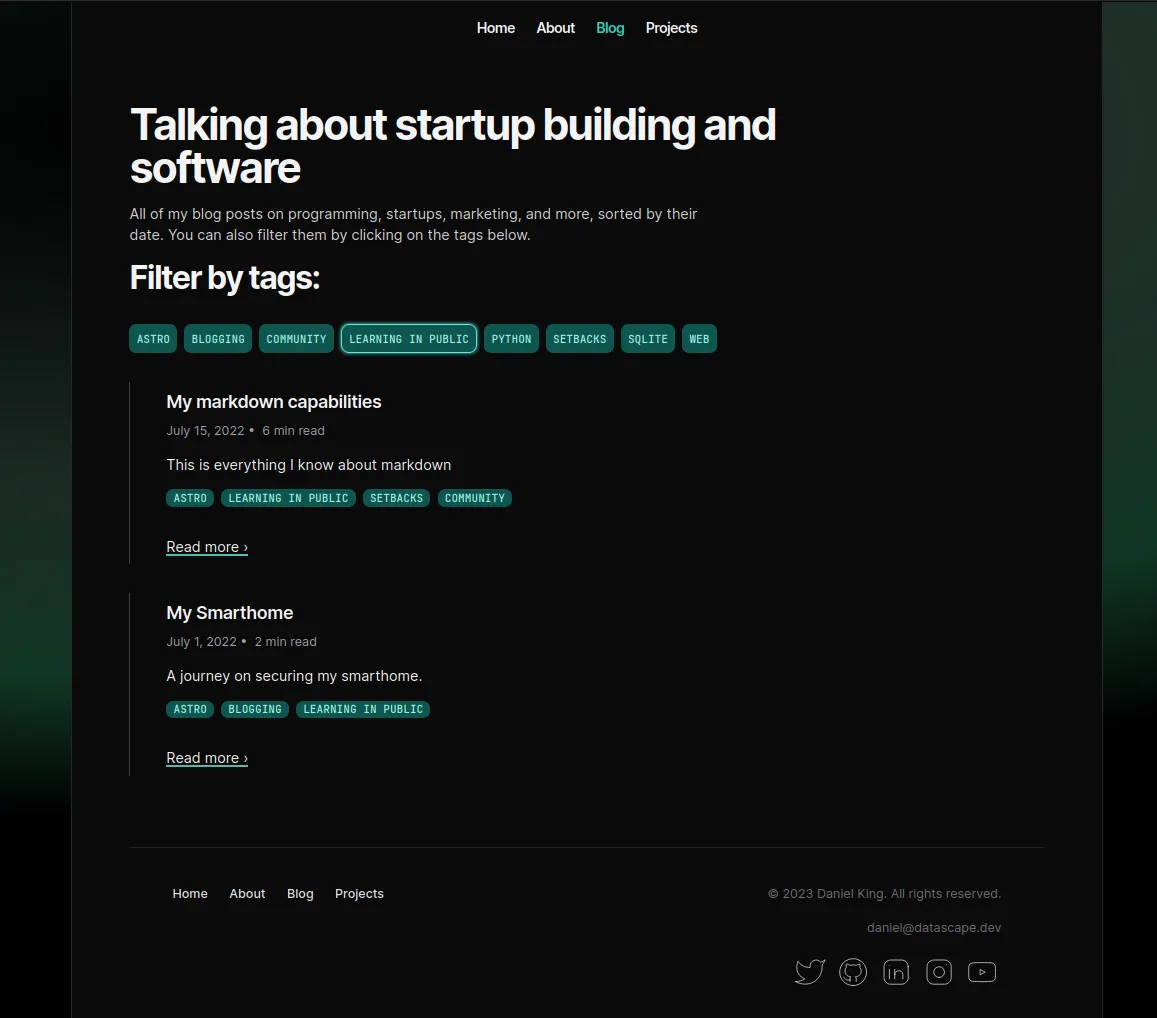 Home About Blog Projects
Talking about startup building and
software
All of my blog posts on programming, startups, marketing, and more, sorted by their
date. You can also filter them by clicking on the tags below.
Filter by tags:
ASTRO BLOGGING COMMUNITY LEARNING IN PUBLIC PYTHON SETBACKS SQLITE WEB
My markdown capabilities
July 15, 2022 • 6 min read
This is everything I know about markdown
ASTRO LEARNING IN PUBLIC SETBACKS COMMUNITY
Read more ›
My Smarthome
July 1, 2022 • 2 min read
A journey on securing my smarthome.
ASTRO BLOGGING LEARNING IN PUBLIC
Read more ›
Home About Blog Projects
© 2023 Daniel King. All rights reserved.
daniel@datascape.dev
in